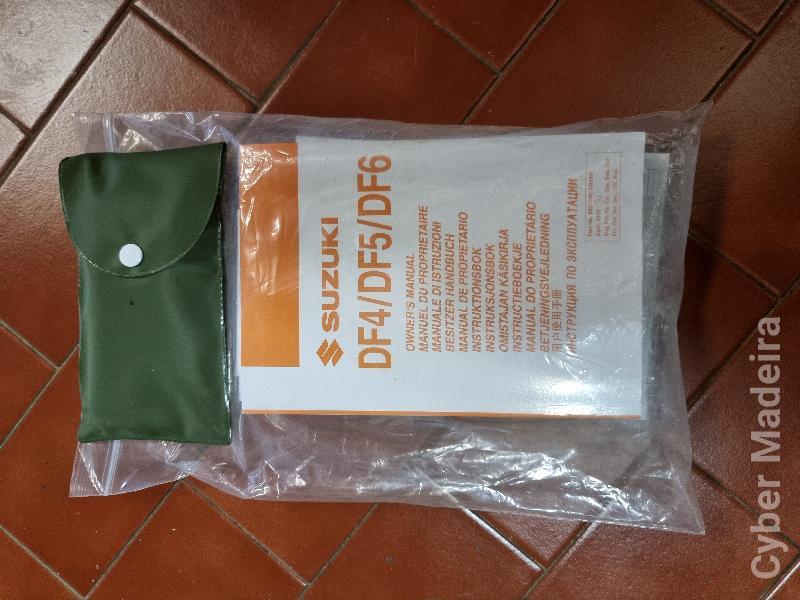 SUZUKI
DF4/DF5/DF6
OWNER'S MANUAL
MANUEL DU PROPRIETAIRE
MANUALE DI ISTRUZIONI
BESITZER HANDBUCH
MANUAL DE PROPIETARIO
INSTRUKTIONSBOK
INSTRUKSJONSBOK
OMISTAJAN KÄSIKIRJA
INSTRUCTIEBOEKJE
MANUAL DO PROPRIETÁRIO
BETJENINGSVEJLEDNING
用户使用手册
ИНСТРУКЦИЯ ПО ЭКСПЛУАТАЦИИ
Cyber Madeira